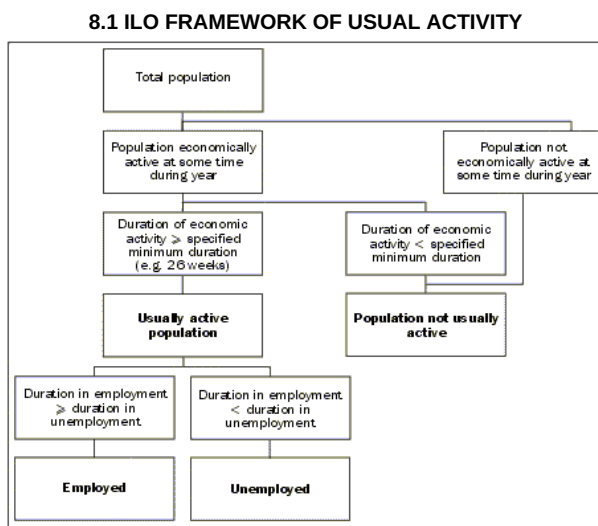 8.1 ILO FRAMEWORK OF USUAL ACTIVITY
Total population
Population economically
active at some time
during year
Population not
economically active at
some time during year
Duration of economic
activity ⩾ specified
minimum duration
(e.g. 26 weeks)
Duration of economic
activity < specified
minimum duration
Usually active
population
Population not usually
active
Duration in employment
⩾ duration in
unemployment
Duration in employment
< duration in
unemployment
Employed
Unemployed